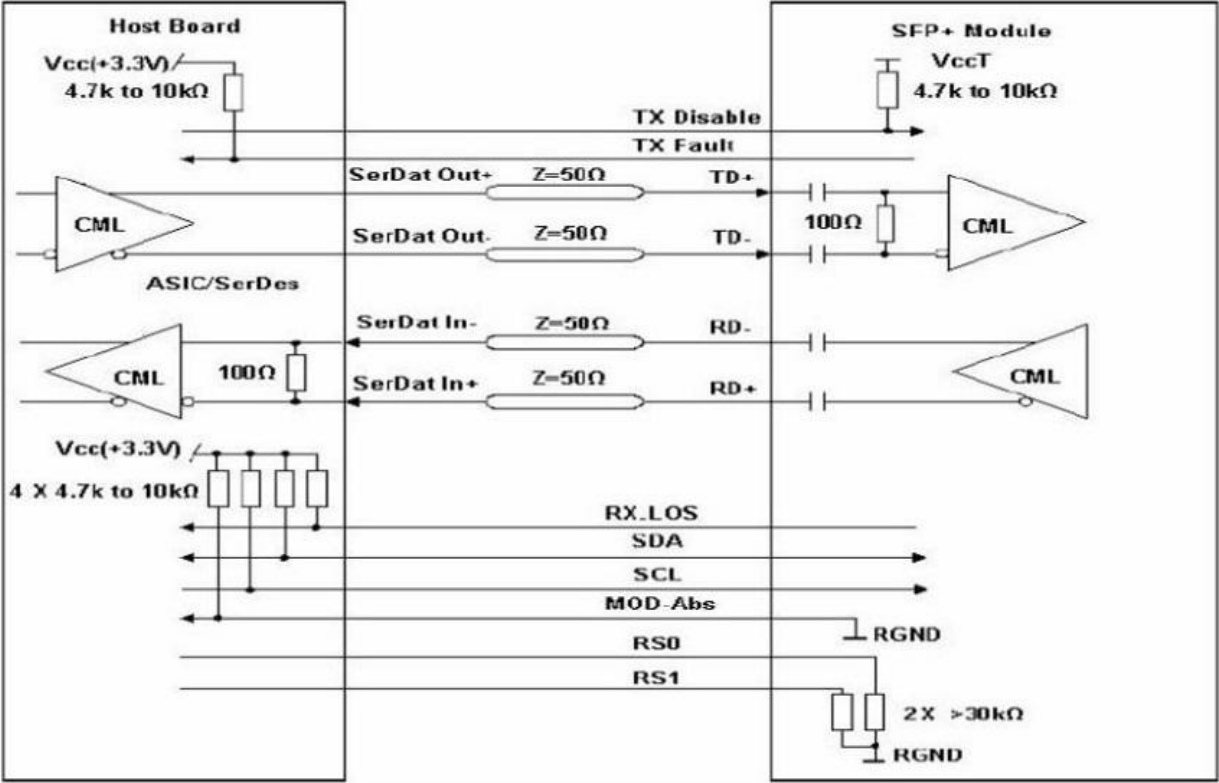 Host Board
SFP+ Module
Vcc(+3.3V)
4.7k to 10kΩ
VccT
4.7k to 10kΩ
TX Disable
TX Fault
SerDat Out+
Z=50Ω
TD+
CML
100Ω
CML
SerDat Out-
Z=50Ω
TD-
ASIC/SerDes
SerDat In-
Z=50Ω
RD-
CML
100Ω
SerDat In+
Z=50Ω
RD+
CML
Vcc(+3.3V)
4 X 4.7k to 10kΩ
RX_LOS
SDA
SCL
MOD-Abs
RGND
RS0
RS1
2X >30kΩ
RGND